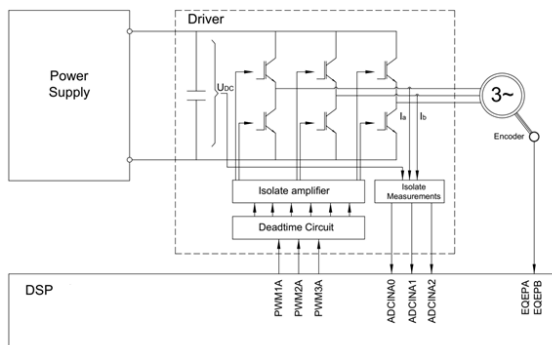 Driver
Power
Supply
UDC
3~
Ia
Ib
Encoder
Isolate amplifier
Isolate
Measurements
Deadtime Circuit
DSP
PWM1A
PWM2A
PWM3A
ADCINA0
ADCINA1
ADCINA2
EQEPA
EQEPB